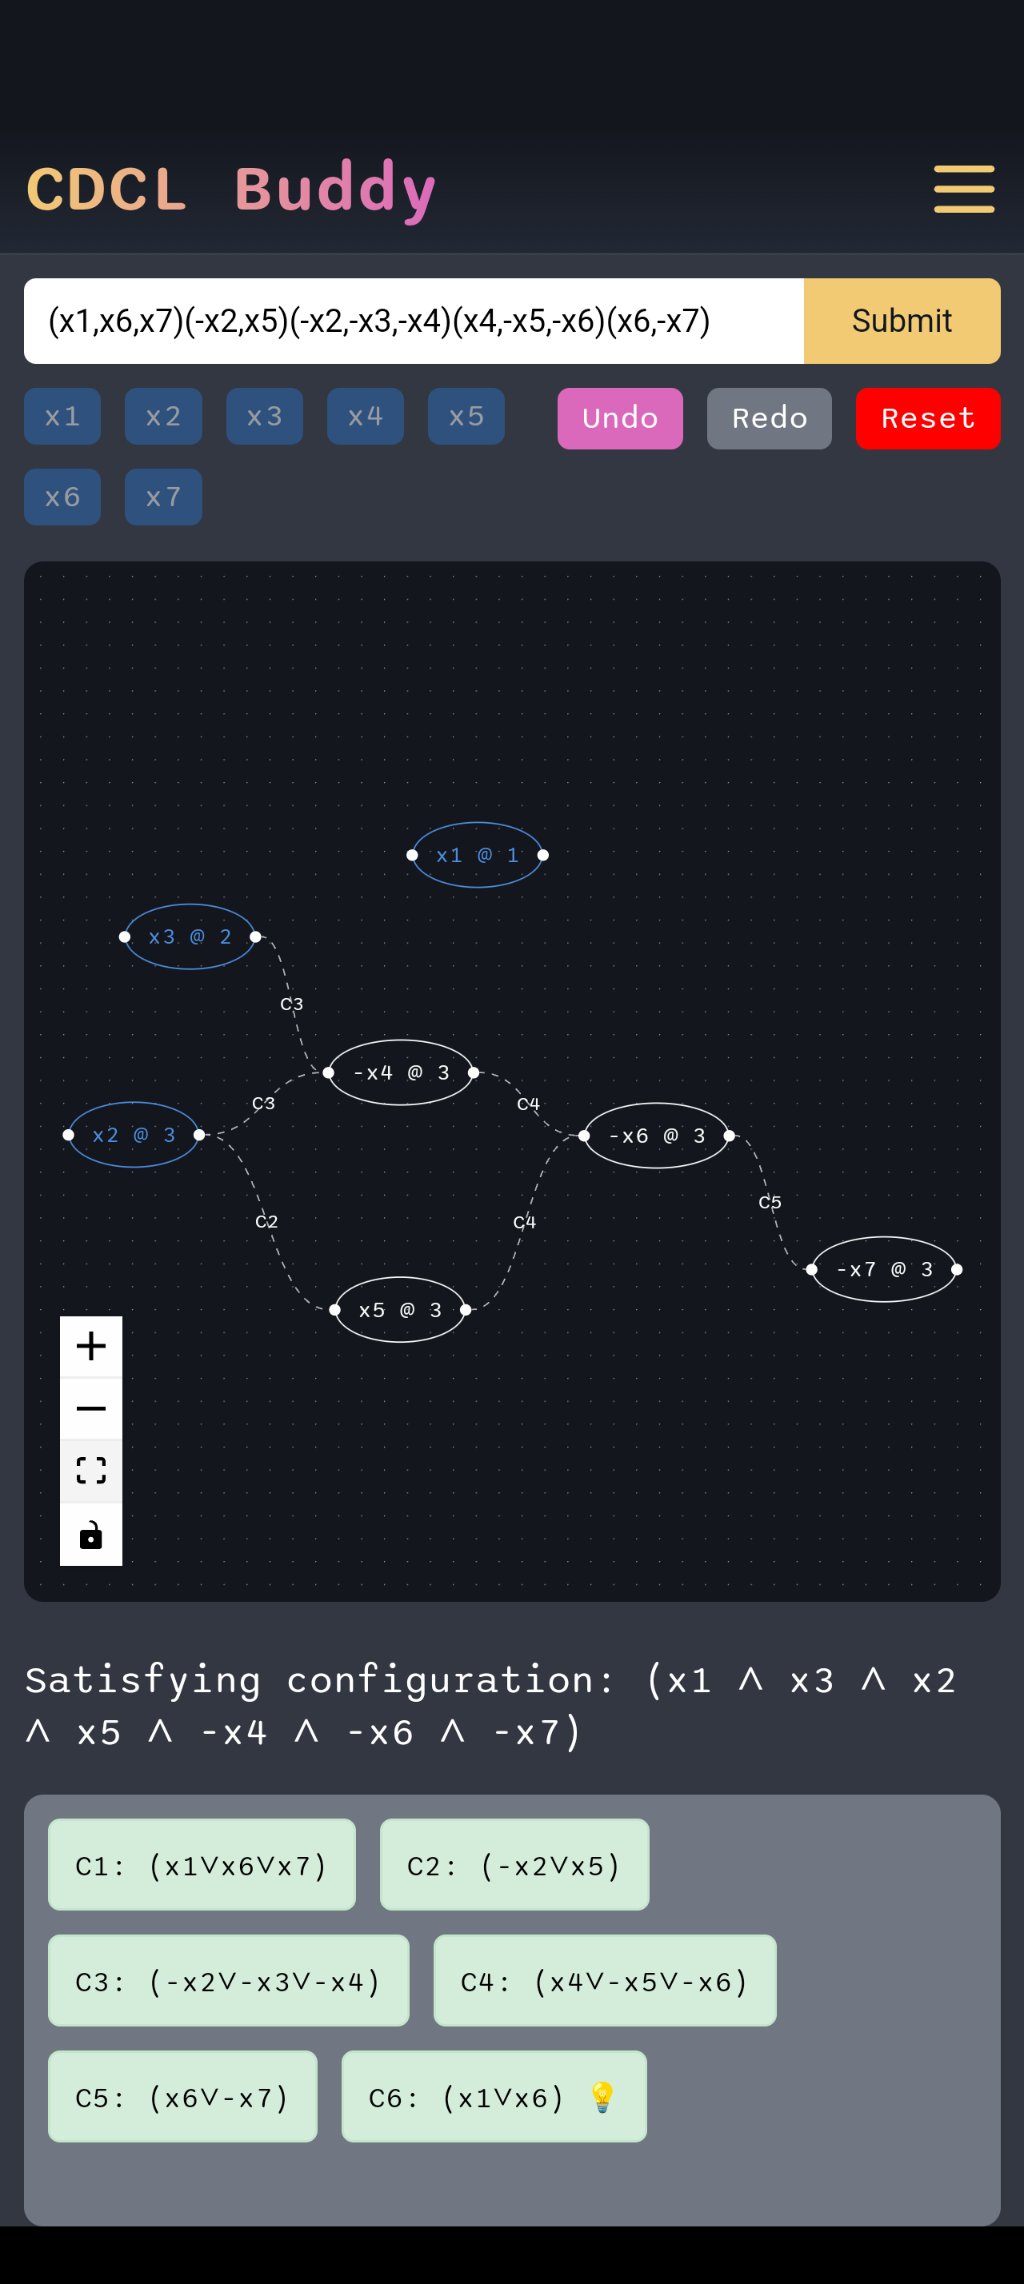 CDCL Buddy
(x1,x6,x7)(-x2,x5)(-x2,-x3,-x4)(x4,-x5,-x6)(x6,-x7)
Submit
x1 x2 x3 x4 x5
Undo Redo Reset
x6 x7
x1 @ 1
x3 @ 2
C3
-x4 @ 3
C3
C4
x2 @ 3
-x6 @ 3
C5
C2
C4
-x7 @ 3
x5 @ 3
Satisfying configuration: (x1 ∧ x3 ∧ x2
∧ x5 ∧ -x4 ∧ -x6 ∧ -x7)
C1: (x1∨x6∨x7)
C2: (-x2∨x5)
C3: (-x2∨-x3∨-x4)
C4: (x4∨-x5∨-x6)
C5: (x6∨-x7)
C6: (x1∨x6) 💡